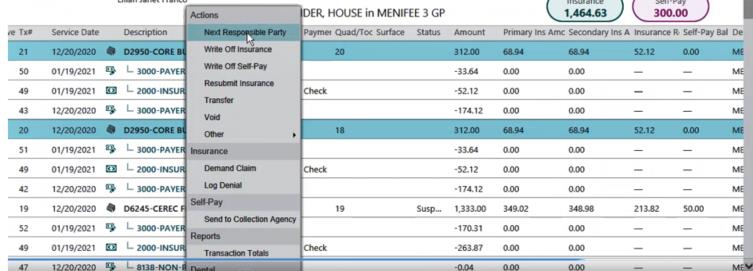 Insurance Self-Pay
Actions IDER, HOUSE in MENIFEE 3 GP 1,464.63 300.00
ve Tx# Service Date Description Next Responsible Party Paymer Quad/Toc Surface Status Amount Primary Ins Amc Secondary Ins A Insurance R Self-Pay Bal De
21 12/20/2020 D2950-CORE BU Write Off Insurance 20 312.00 68.94 68.94 52.12 0.00 ME
50 01/19/2021 3000-PAYER Write Off Self-Pay -33.64 0.00 0.00 — — ME
49 01/19/2021 2000-INSUR Resubmit Insurance Check -52.12 0.00 0.00 — — ME
43 12/20/2020 3000-PAYER Transfer -174.12 0.00 0.00 — — ME
Void
20 12/20/2020 D2950-CORE BU Other 18 312.00 68.94 68.94 52.12 0.00 ME
51 01/19/2021 3000-PAYER Insurance -33.64 0.00 0.00 — — ME
49 01/19/2021 2000-INSUR Demand Claim Check -52.12 0.00 0.00 — — ME
42 12/20/2020 3000-PAYER Log Denial -174.12 0.00 0.00 — — ME
19 12/20/2020 D6245-CEREC F Self-Pay 19 Susp... 1,333.00 349.02 348.98 213.82 50.00 ME
52 01/19/2021 3000-PAYER Send to Collection Agency -170.31 0.00 0.00 — — ME
Reports
49 01/19/2021 2000-INSUR Transaction Totals Check -263.87 0.00 0.00 — — ME
47 12/20/2020 8138-NON-R Dental -0.04 0.00 0.00 — — ME